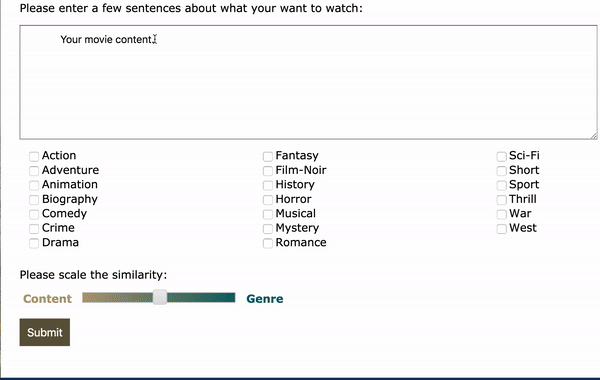 Please enter a few sentences about what your want to watch:
Your movie content.
Action Fantasy Sci-Fi
Adventure Film-Noir Short
Animation History Sport
Biography Horror Thrill
Comedy Musical War
Crime Mystery West
Drama Romance
Please scale the similarity:
Content Genre
Submit